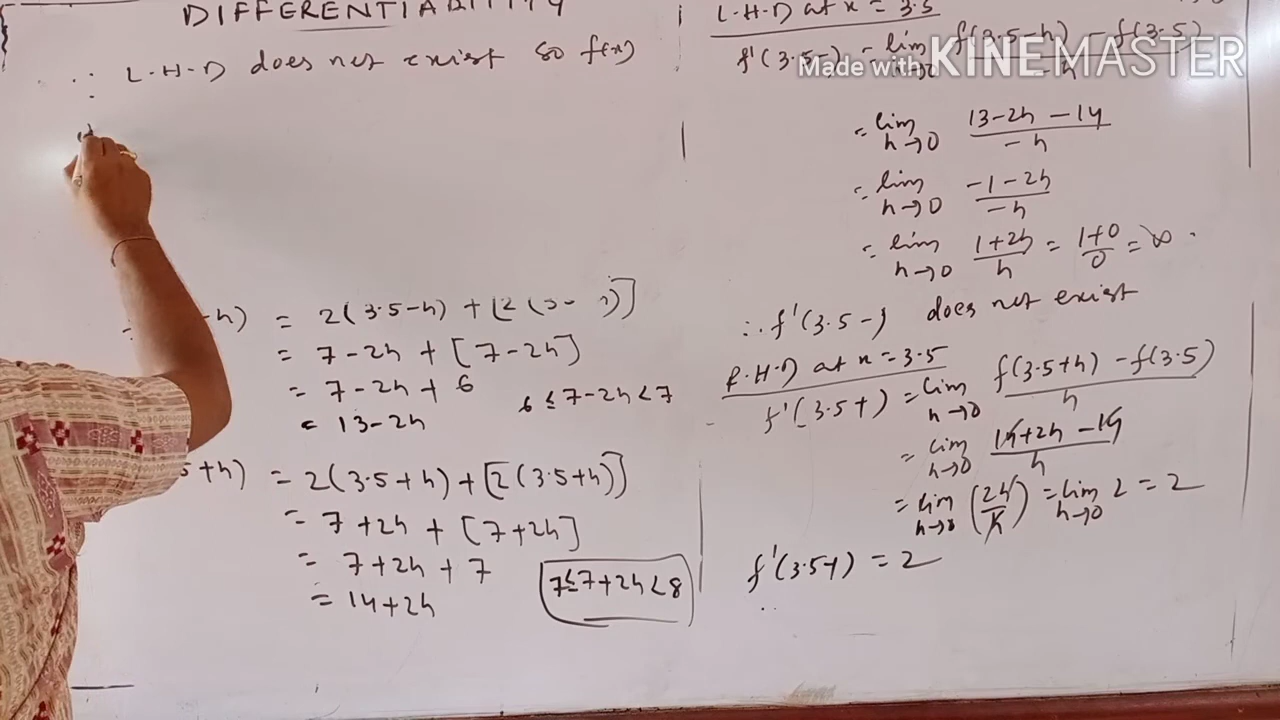 DIFFERENTIABILITY
∴ L.H.D does not exist so f(x)
h) = 2(3.5-h) + [2(3-
= 7-2h + [7-2h]
= 7-2h + 6 6 ≤ 7-2h < 7
= 13-2h
5+h) = 2(3.5+h) + [2(3.5+h)]
= 7+2h + [7+2h]
= 7+2h + 7 7≤7+2h<8
= 14+2h
L.H.D at x = 3.5
f'(3.5-) = lim h→0 f(3.5-h) - f(3.5) / -h
Made with KINEMASTER
= lim h→0 13-2h-14 / -h
= lim h→0 -1-2h / -h
= lim h→0 1+2h / h = 1+0 / 0 = ∞.
∴ f'(3.5-) does not exist
R.H.D at x = 3.5
f'(3.5+) = lim h→0 f(3.5+h) - f(3.5) / h
= lim h→0 14+2h-14 / h
= lim h→0 (2h/h) = lim h→0 2 = 2
f'(3.5+) = 2